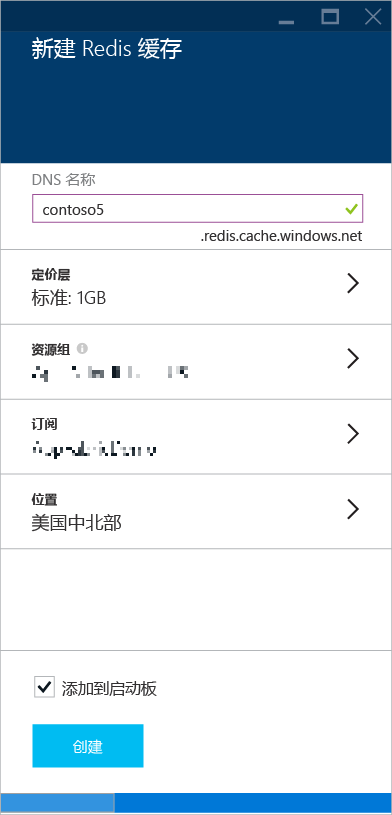 新建 Redis 缓存
DNS 名称
contoso5
.redis.cache.windows.net
定价层
标准: 1GB
资源组
订阅
位置
美国中北部
添加到启动板
创建